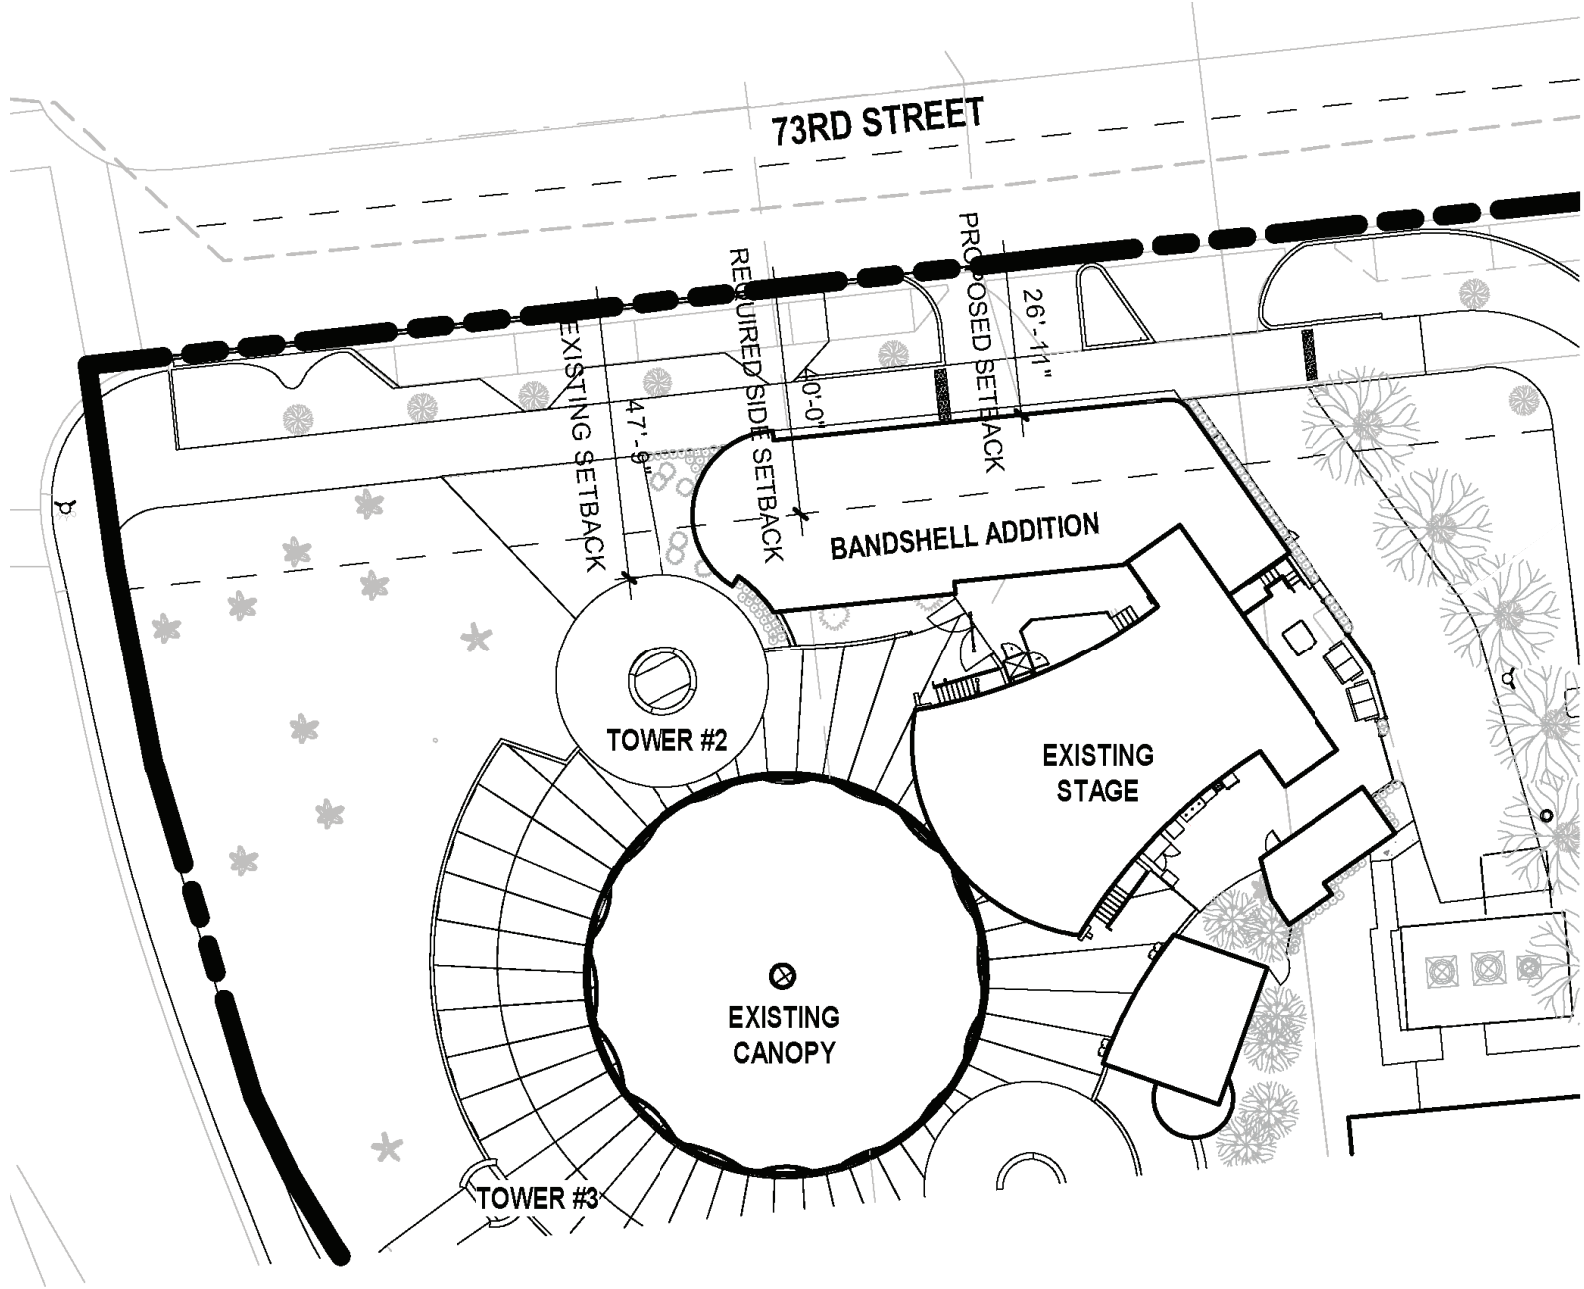 73RD STREET
PROPOSED SETBACK
26'-11"
REQUIRED SIDE SETBACK
40'-0"
EXISTING SETBACK
47'-9"
BANDSHELL ADDITION
TOWER #2
EXISTING
STAGE
EXISTING
CANOPY
TOWER #3